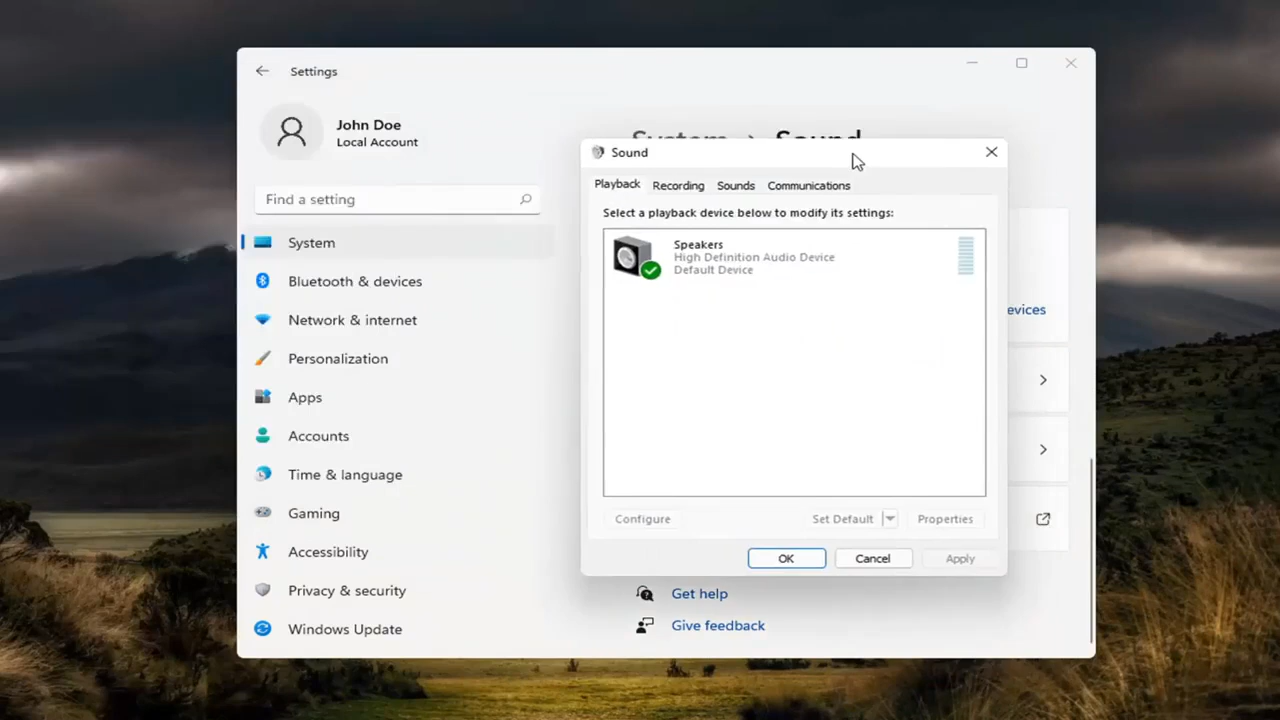 Settings
John Doe
Local Account
Find a setting
System
Bluetooth & devices
Network & internet
Personalization
Apps
Accounts
Time & language
Gaming
Accessibility
Privacy & security
Windows Update
System > Sound
Sound
Playback Recording Sounds Communications
Select a playback device below to modify its settings:
Speakers
High Definition Audio Device
Default Device
Configure Set Default Properties
OK Cancel Apply
Get help
Give feedback